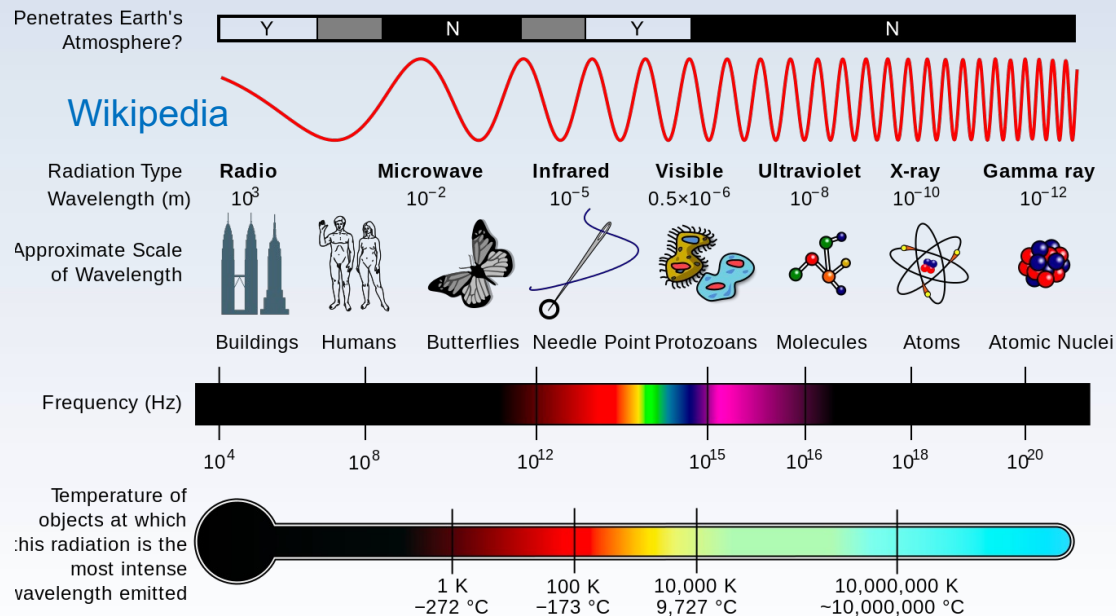 Penetrates Earth's
Atmosphere?
Y N Y N
Wikipedia
Radiation Type
Radio Microwave Infrared Visible Ultraviolet X-ray Gamma ray
Wavelength (m)
10³ 10⁻² 10⁻⁵ 0.5×10⁻⁶ 10⁻⁸ 10⁻¹⁰ 10⁻¹²
Approximate Scale
of Wavelength
Buildings Humans Butterflies Needle Point Protozoans Molecules Atoms Atomic Nuclei
Frequency (Hz)
10⁴ 10⁸ 10¹² 10¹⁵ 10¹⁶ 10¹⁸ 10²⁰
Temperature of
objects at which
this radiation is the
most intense
wavelength emitted
1 K 100 K 10,000 K 10,000,000 K
−272 °C −173 °C 9,727 °C ~10,000,000 °C